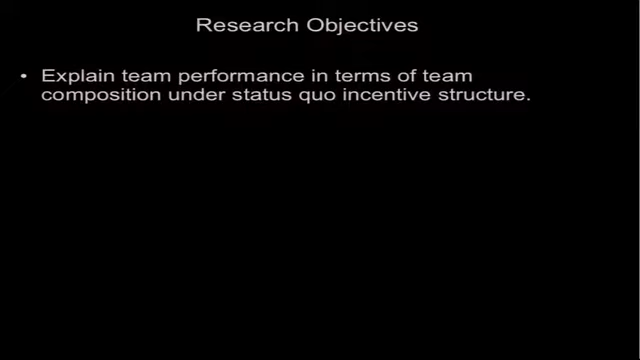 Research Objectives
• Explain team performance in terms of team
composition under status quo incentive structure.